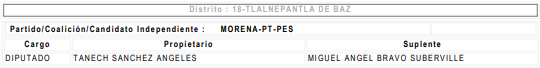 Distrito : 18-TLALNEPANTLA DE BAZ
Partido/Coalición/Candidato Independiente : MORENA-PT-PES
Cargo Propietario Suplente
DIPUTADO TANECH SANCHEZ ANGELES MIGUEL ANGEL BRAVO SUBERVILLE